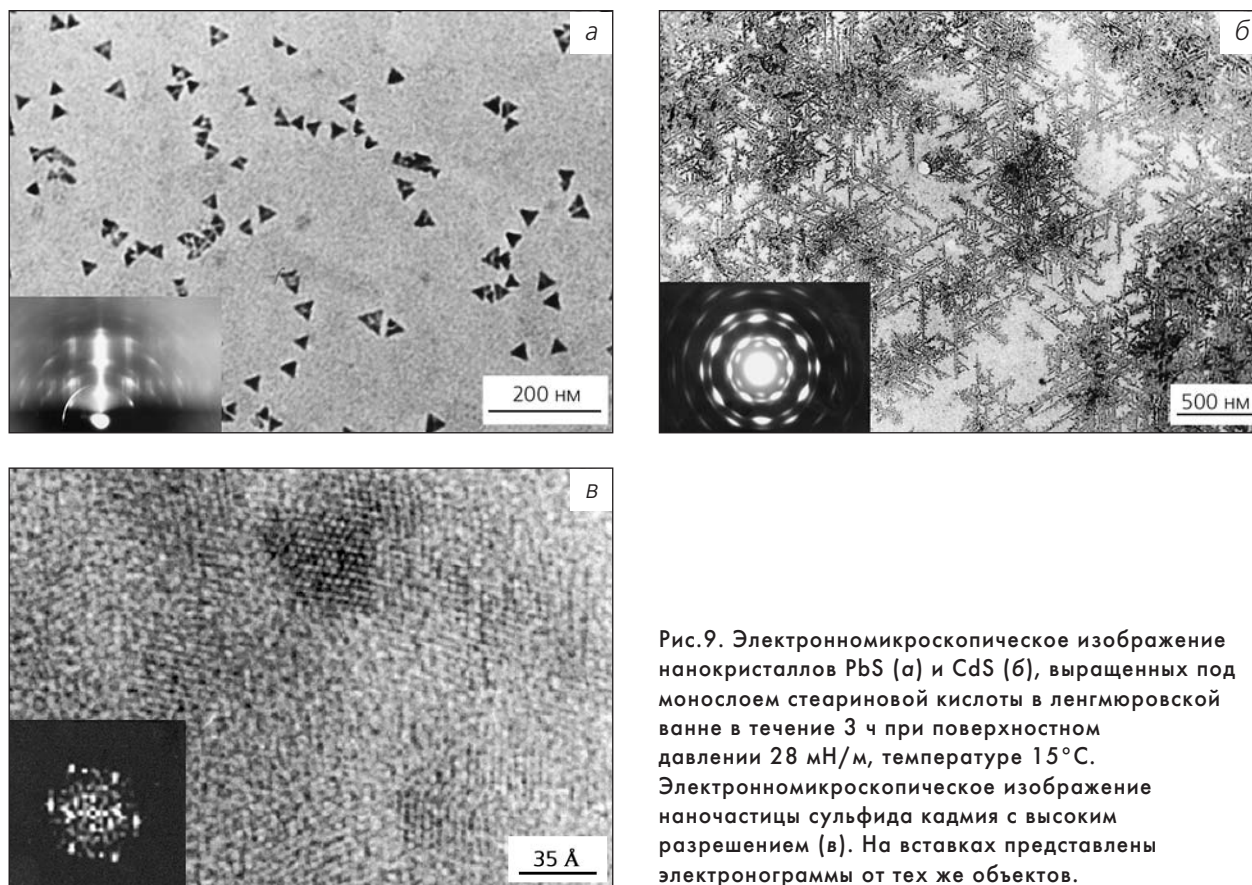 а
200 нм
б
500 нм
в
35 Å
Рис.9. Электронномикроскопическое изображение
нанокристаллов PbS (а) и CdS (б), выращенных под
монослоем стеариновой кислоты в ленгмюровской
ванне в течение 3 ч при поверхностном
давлении 28 мН/м, температуре 15°С.
Электронномикроскопическое изображение
наночастицы сульфида кадмия с высоким
разрешением (в). На вставках представлены
электронограммы от тех же объектов.